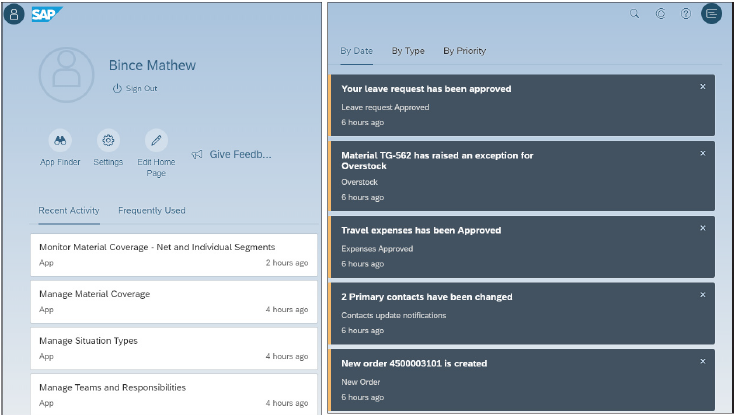 SAP
Bince Mathew
Sign Out
App Finder
Settings
Edit Home
Page
Give Feedb...
Recent Activity
Frequently Used
Monitor Material Coverage - Net and Individual Segments
App
2 hours ago
Manage Material Coverage
App
4 hours ago
Manage Situation Types
App
4 hours ago
Manage Teams and Responsibilities
App
4 hours ago
By Date
By Type
By Priority
Your leave request has been approved
Leave request Approved
6 hours ago
Material TG-562 has raised an exception for
Overstock
Overstock
6 hours ago
Travel expenses has been Approved
Expenses Approved
6 hours ago
2 Primary contacts have been changed
Contacts update notifications
6 hours ago
New order 4500003101 is created
New Order
6 hours ago